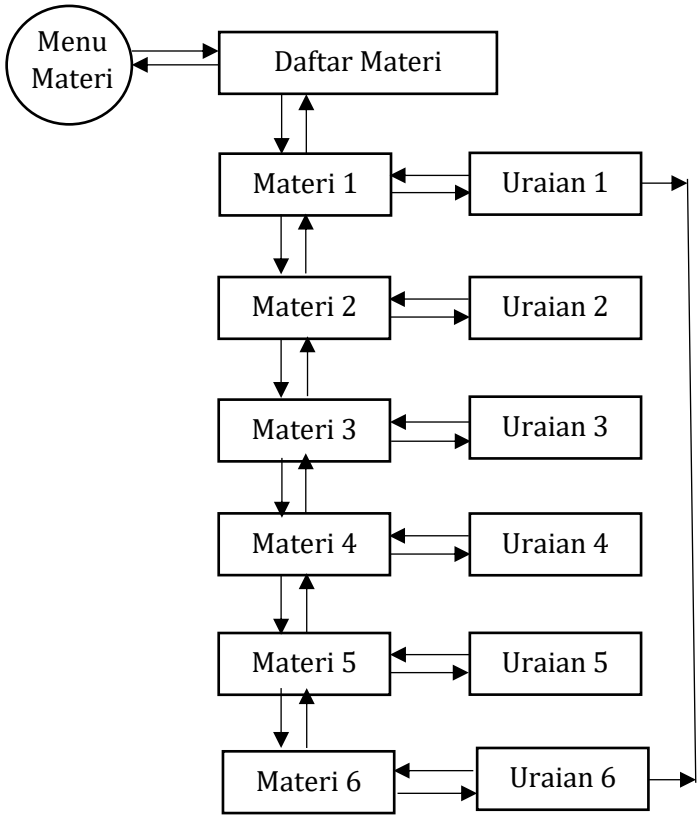 Menu
Materi
Daftar Materi
Materi 1
Uraian 1
Materi 2
Uraian 2
Materi 3
Uraian 3
Materi 4
Uraian 4
Materi 5
Uraian 5
Materi 6
Uraian 6